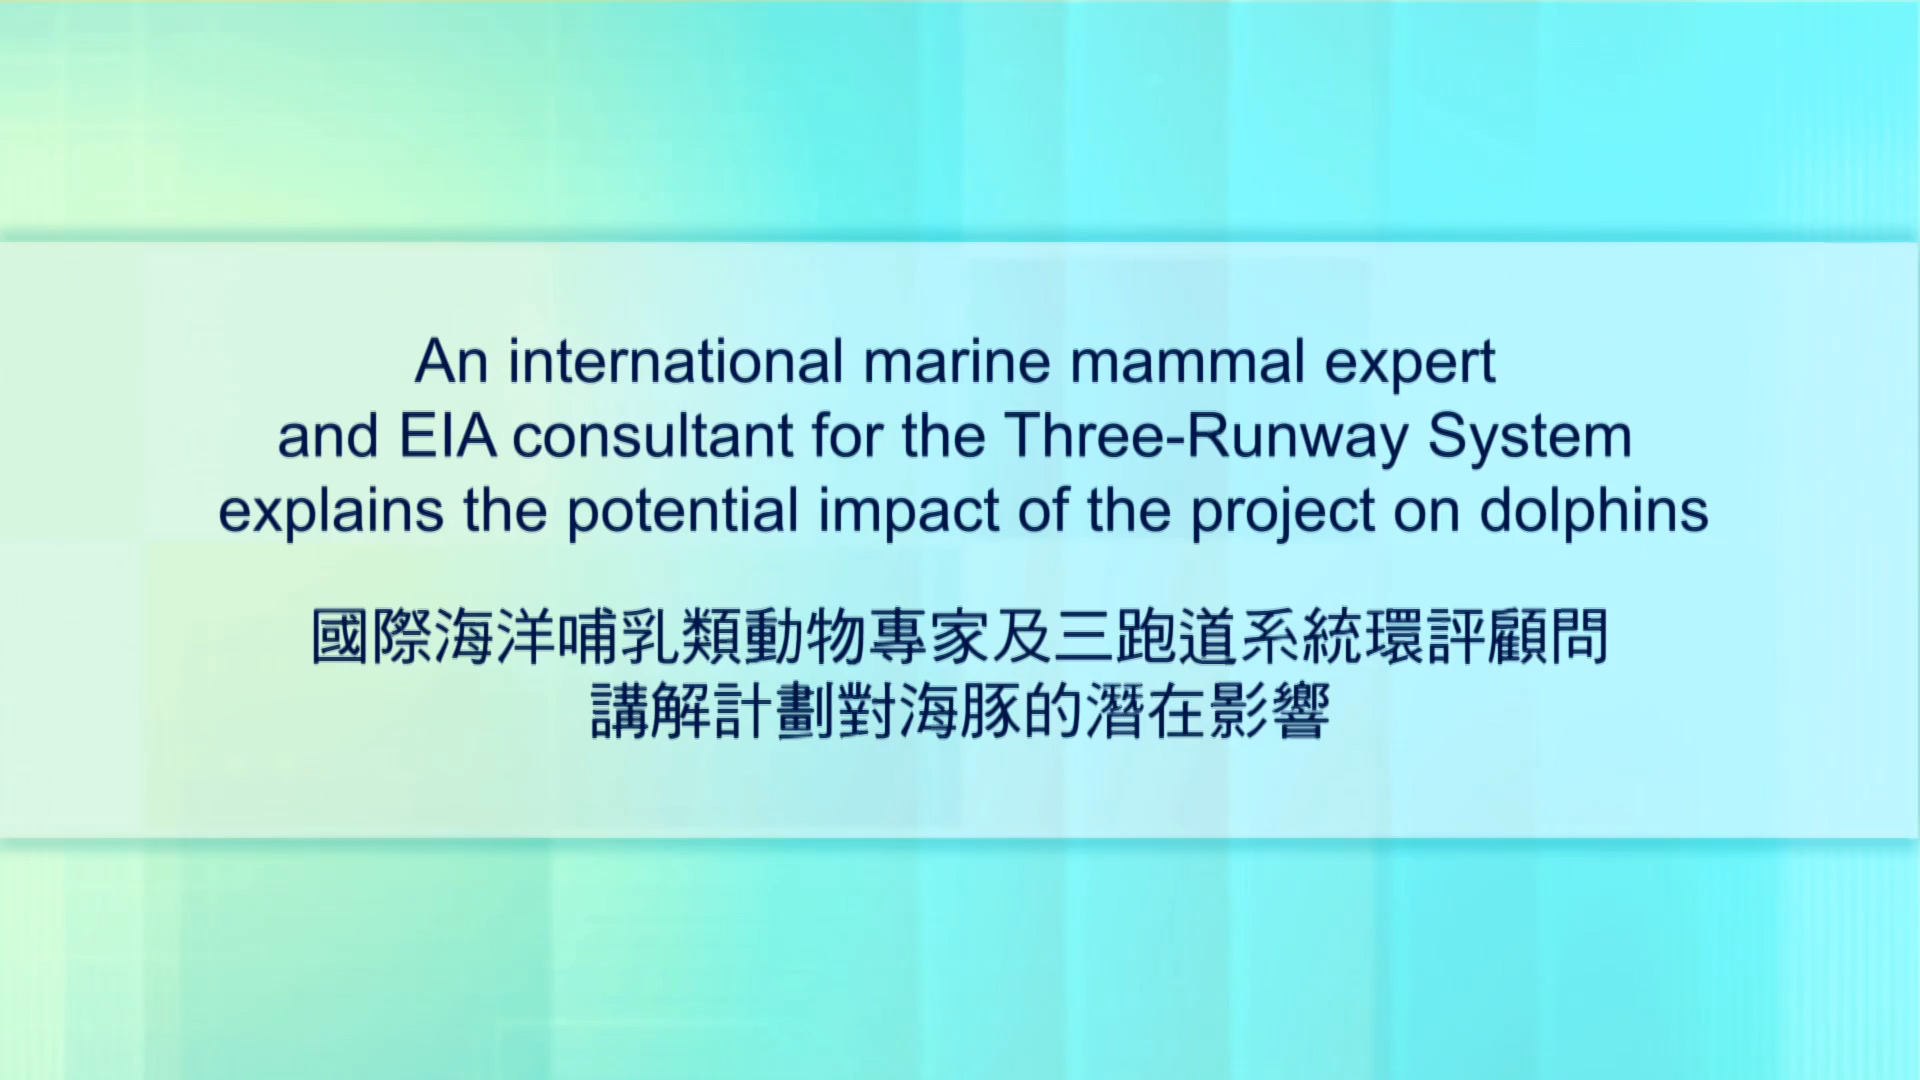 An international marine mammal expert
and EIA consultant for the Three-Runway System
explains the potential impact of the project on dolphins
國際海洋哺乳類動物專家及三跑道系統環評顧問
講解計劃對海豚的潛在影響